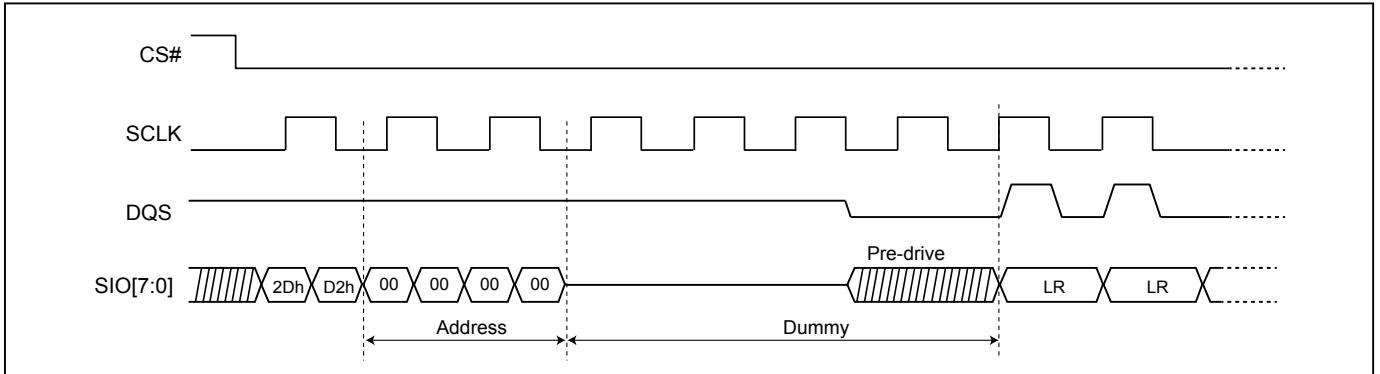 CS#
SCLK
DQS
Pre-drive
SIO[7:0] 2Dh D2h 00 00 00 00 LR LR
Address Dummy